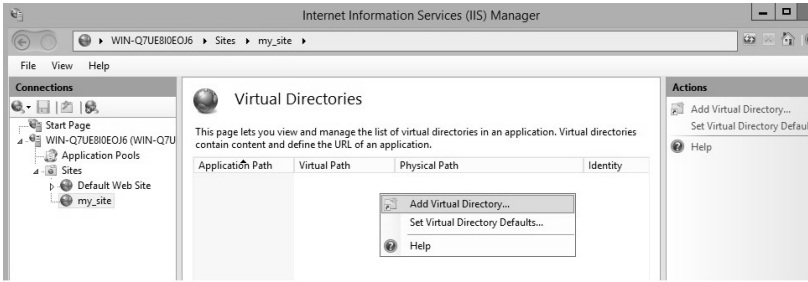 Internet Information Services (IIS) Manager
WIN-Q7UE8I0EOJ6 ▸ Sites ▸ my_site ▸
File View Help
Connections
Start Page
WIN-Q7UE8I0EOJ6 (WIN-Q7U
Application Pools
Sites
Default Web Site
my_site
Virtual Directories
This page lets you view and manage the list of virtual directories in an application. Virtual directories
contain content and define the URL of an application.
Application Path Virtual Path Physical Path Identity
Add Virtual Directory...
Set Virtual Directory Defaults...
Help
Actions
Add Virtual Directory...
Set Virtual Directory Defaul
Help